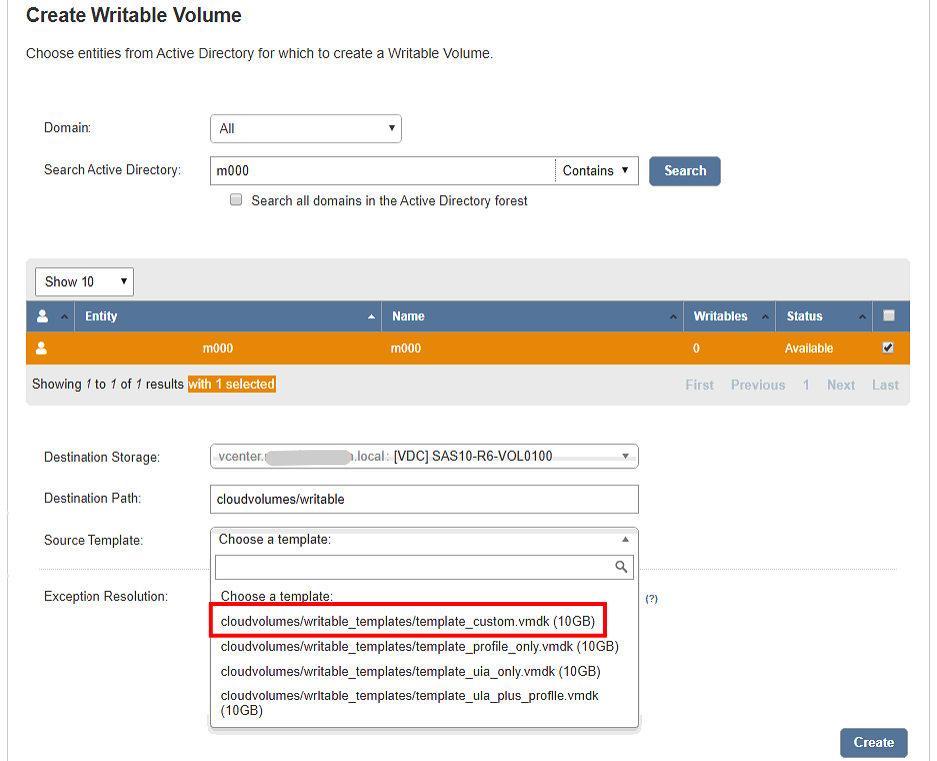 Create Writable Volume
Choose entities from Active Directory for which to create a Writable Volume.
Domain: All
Search Active Directory: m000 Contains Search
Search all domains in the Active Directory forest
Show 10
Entity Name Writables Status
m000 m000 0 Available
Showing 1 to 1 of 1 results with 1 selected First Previous 1 Next Last
Destination Storage: vcenter. .local: [VDC] SAS10-R6-VOL0100
Destination Path: cloudvolumes/writable
Source Template: Choose a template:
Exception Resolution: Choose a template: (?)
cloudvolumes/writable_templates/template_custom.vmdk (10GB)
cloudvolumes/writable_templates/template_profile_only.vmdk (10GB)
cloudvolumes/writable_templates/template_uia_only.vmdk (10GB)
cloudvolumes/writable_templates/template_uia_plus_profile.vmdk
(10GB)
Create